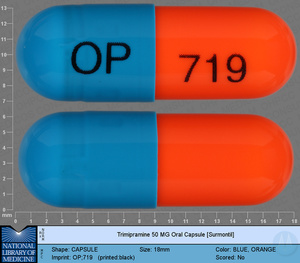 OP 719
mm
Trimipramine 50 MG Oral Capsule [Surmontil]
NATIONAL
LIBRARY OF
MEDICINE
Shape: CAPSULE Size: 18mm Color: BLUE, ORANGE
Imprint: OP;719 (printed:black) Scored: No